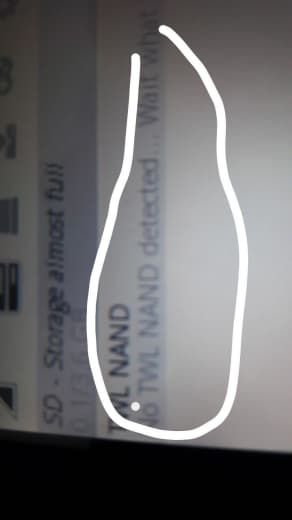 SD - Storage almost full
TWL NAND
No TWL NAND detected... Wait what